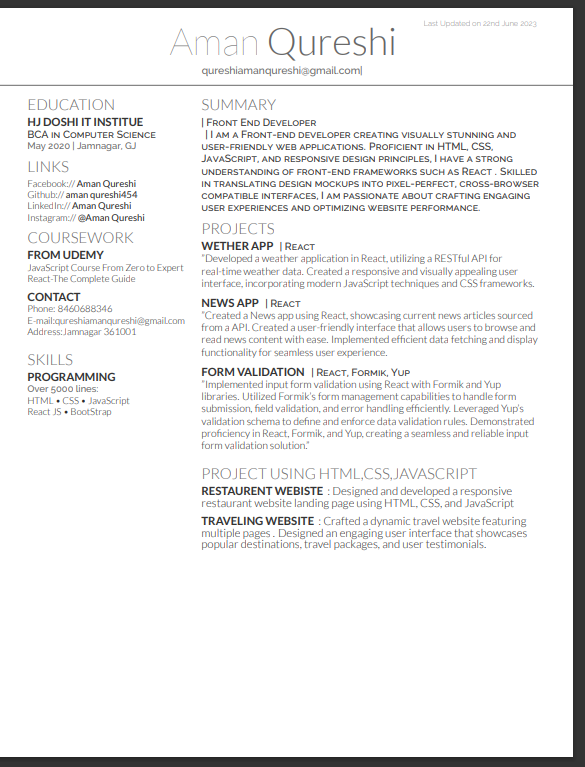 Last Updated on 22nd June 2023
Aman Qureshi
qureshiamanqureshi@gmail.com|
EDUCATION
HJ DOSHI IT INSTITUE
BCA IN COMPUTER SCIENCE
May 2020 | Jamnagar, GJ
LINKS
Facebook:// Aman Qureshi
Github:// aman qureshi454
LinkedIn:// Aman Qureshi
Instagram:// @Aman Qureshi
COURSEWORK
FROM UDEMY
JavaScript Course From Zero to Expert
React-The Complete Guide
CONTACT
Phone: 8460688346
E-mail:qureshiamanqureshi@gmail.com
Address:Jamnagar 361001
SKILLS
PROGRAMMING
Over 5000 lines:
HTML • CSS • JavaScript
React JS • BootStrap
SUMMARY
| FRONT END DEVELOPER
| I AM A FRONT-END DEVELOPER CREATING VISUALLY STUNNING AND
USER-FRIENDLY WEB APPLICATIONS. PROFICIENT IN HTML, CSS,
JAVASCRIPT, AND RESPONSIVE DESIGN PRINCIPLES, I HAVE A STRONG
UNDERSTANDING OF FRONT-END FRAMEWORKS SUCH AS REACT . SKILLED
IN TRANSLATING DESIGN MOCKUPS INTO PIXEL-PERFECT, CROSS-BROWSER
COMPATIBLE INTERFACES, I AM PASSIONATE ABOUT CRAFTING ENGAGING
USER EXPERIENCES AND OPTIMIZING WEBSITE PERFORMANCE.
PROJECTS
WETHER APP | REACT
"Developed a weather application in React, utilizing a RESTful API for
real-time weather data. Created a responsive and visually appealing user
interface, incorporating modern JavaScript techniques and CSS frameworks.
NEWS APP | REACT
"Created a News app using React, showcasing current news articles sourced
from a API. Created a user-friendly interface that allows users to browse and
read news content with ease. Implemented efficient data fetching and display
functionality for seamless user experience.
FORM VALIDATION | REACT, FORMIK, YUP
"Implemented input form validation using React with Formik and Yup
libraries. Utilized Formik's form management capabilities to handle form
submission, field validation, and error handling efficiently. Leveraged Yup's
validation schema to define and enforce data validation rules. Demonstrated
proficiency in React, Formik, and Yup, creating a seamless and reliable input
form validation solution."
PROJECT USING HTML,CSS,JAVASCRIPT
RESTAURENT WEBISTE : Designed and developed a responsive
restaurant website landing page using HTML, CSS, and JavaScript
TRAVELING WEBSITE : Crafted a dynamic travel website featuring
multiple pages . Designed an engaging user interface that showcases
popular destinations, travel packages, and user testimonials.